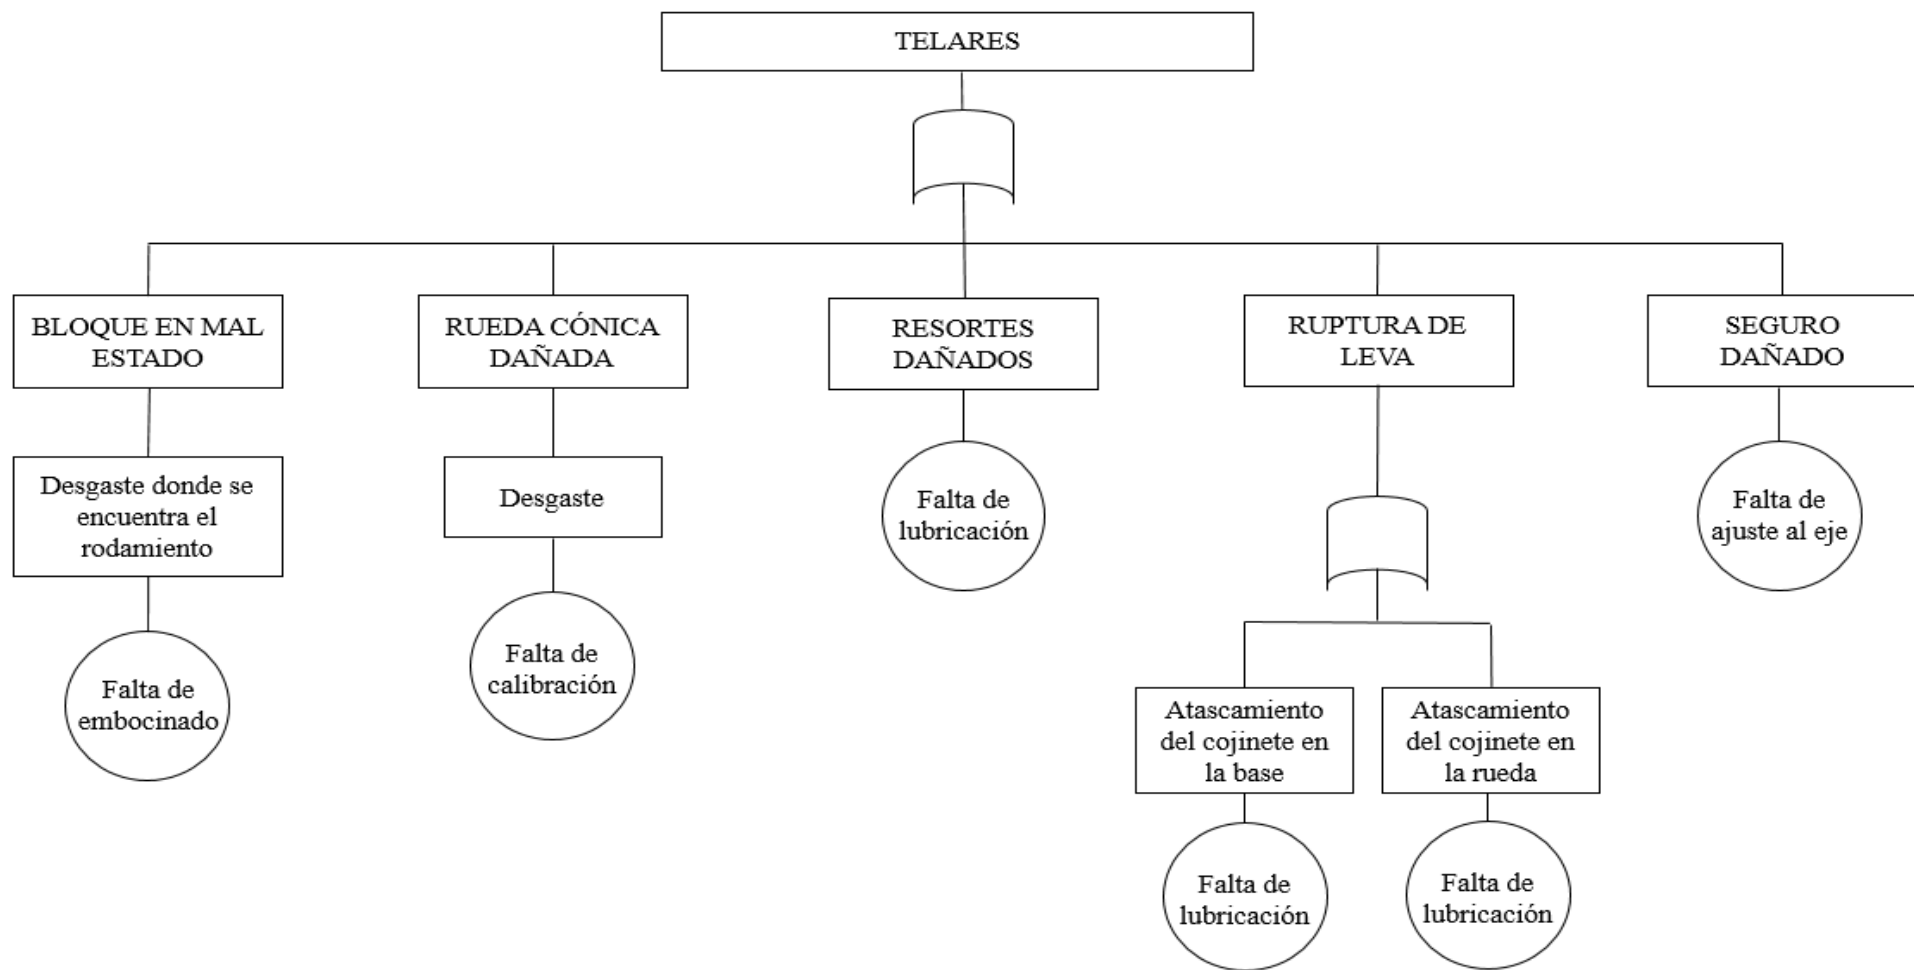 TELARES
BLOQUE EN MAL
ESTADO
RUEDA CÓNICA
DAÑADA
RESORTES
DAÑADOS
RUPTURA DE
LEVA
SEGURO
DAÑADO
Desgaste donde se
encuentra el
rodamiento
Desgaste
Falta de
lubricación
Falta de
ajuste al eje
Falta de
embocinado
Falta de
calibración
Atascamiento
del cojinete en
la base
Atascamiento
del cojinete en
la rueda
Falta de
lubricación
Falta de
lubricación